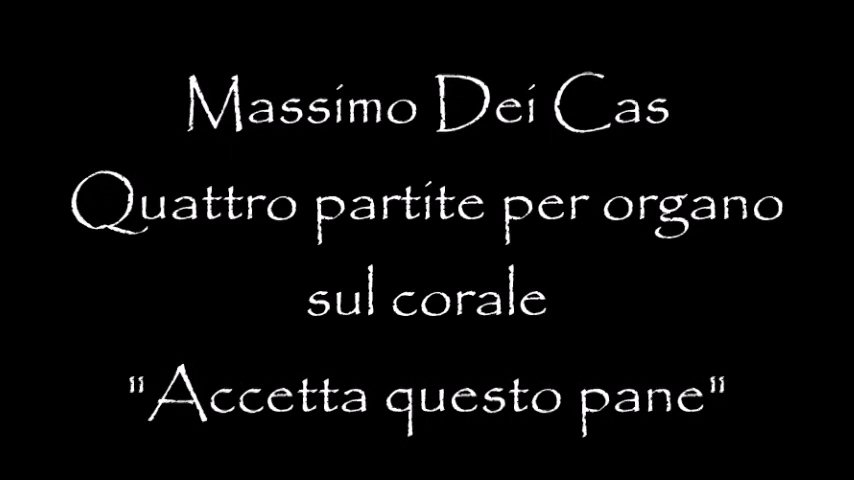 Massimo Dei Cas
Quattro partite per organo
sul corale
"Accetta questo pane"